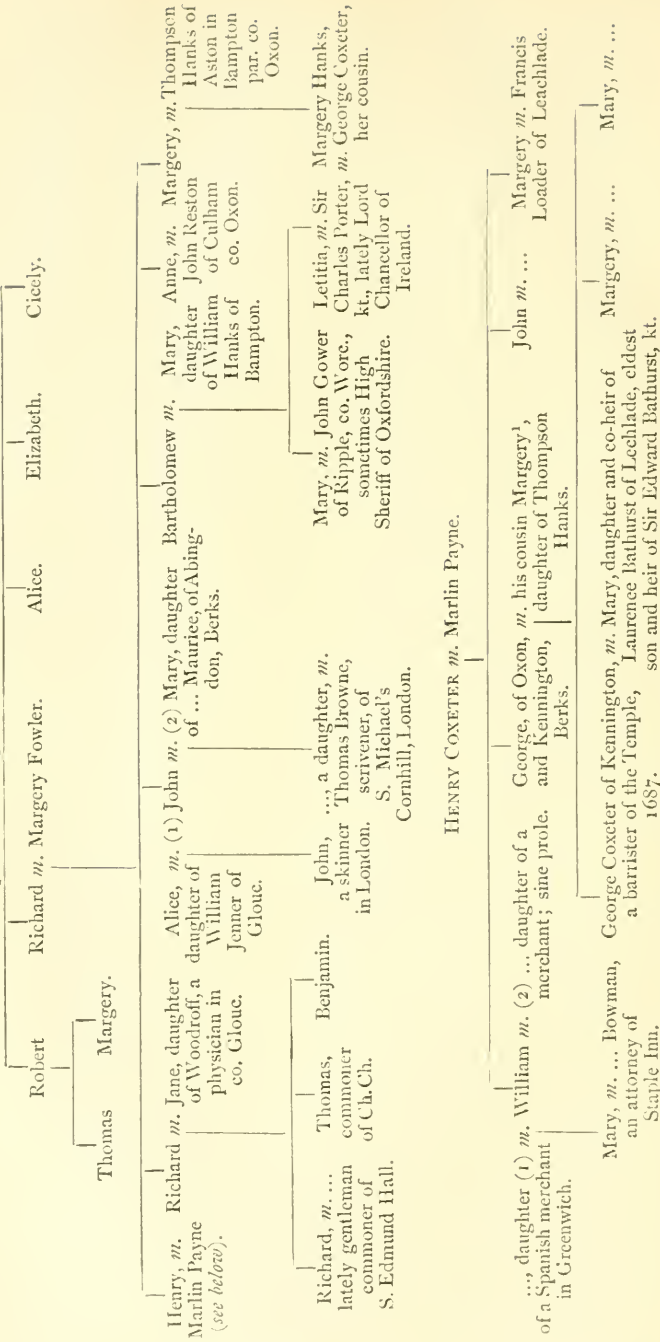 Robert
Richard m. Margery Fowler.
Alice.
Elizabeth.
Cicely.
Thomas
Margery.
Henry, m.
Marlin Payne
(see below).
Richard m. Jane, daughter
of Woodroff, a
physician in
co. Glouc.
Alice, m. (1) John m. (2) Mary, daughter
daughter of
William
Jenner of
Glouc.
of ... Maurice, of Abing-
don, Berks.
Bartholomew m. Mary,
daughter
of William
Hanks of
Bampton.
Anne, m.
John Keston
of Culham
co. Oxon.
Margery, m. Thompson
Hanks of
Aston in
Bampton
par. co.
Oxon.
Richard, m. ...
lately gentleman
commoner of
S. Edmund Hall.
Thomas,
commoner
of Ch. Ch.
Benjamin.
John,
a skinner
in London.
..., a daughter, m.
Thomas Browne,
scrivener, of
S. Michael's
Cornhill, London.
Mary, m. John Gower
of Ripple, co. Worc.,
sometimes High
Sheriff of Oxfordshire.
Letitia, m. Sir
Charles Porter,
kt., lately Lord
Chancellor of
Ireland.
Margery Hanks,
m. George Coxeter,
her cousin.
HENRY COXETER m. Marlin Payne.
..., daughter (1) m. William m. (2) ... daughter of a
of a Spanish merchant
in Greenwich.
merchant; sine prole.
George, of Oxon, m. his cousin Margery¹,
and Kennington,
Berks.
daughter of Thompson
Hanks.
John m. ...
Margery m. Francis
Loader of Leachlade.
Mary, m. ... Bowman,
an attorney of
Staple Inn.
George Coxeter of Kennington, m. Mary, daughter and co-heir of
a barrister of the Temple,
1687.
Laurence Bathurst of Lechlade, eldest
son and heir of Sir Edward Bathurst, kt.
Margery, m. ...
Mary, m. ...